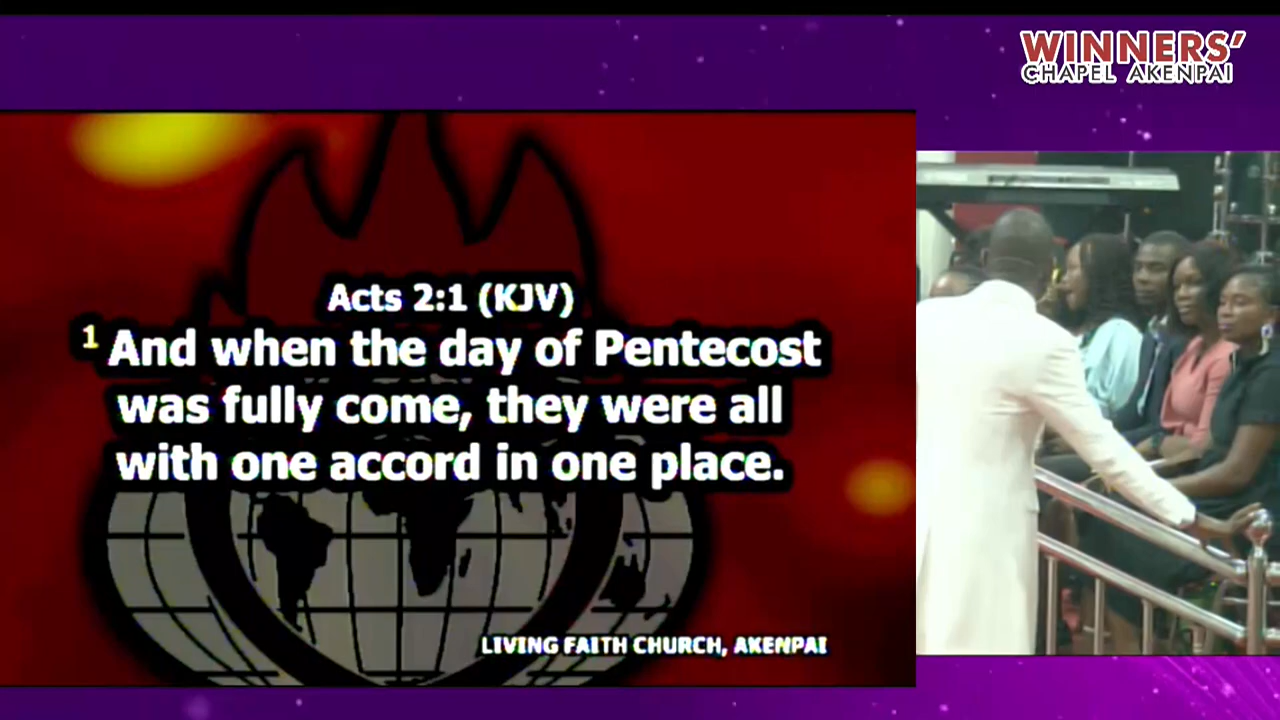 WINNERS'
CHAPEL AKENPAI
Acts 2:1 (KJV)
1 And when the day of Pentecost
was fully come, they were all
with one accord in one place.
LIVING FAITH CHURCH, AKENPAI